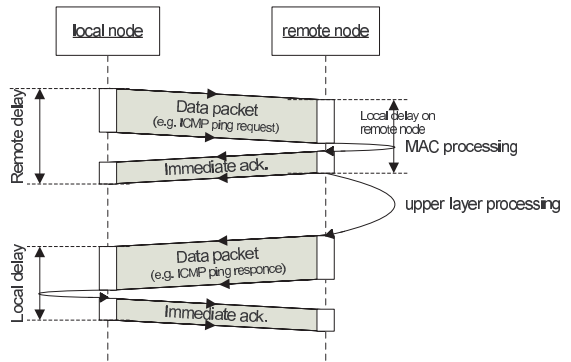 local node
remote node
Remote delay
Data packet
(e.g. ICMP ping request)
Local delay on
remote node
MAC processing
Immediate ack.
upper layer processing
Local delay
Data packet
(e.g. ICMP ping responce)
Immediate ack.